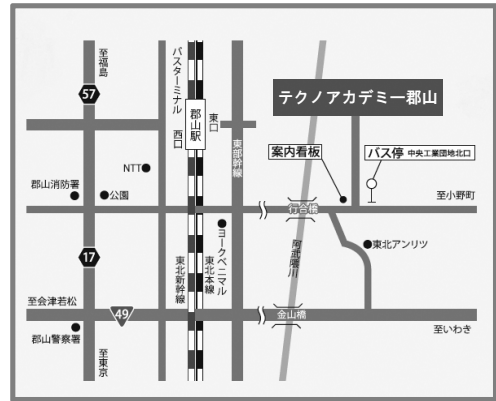 至福島
57
バスターミナル
西口
郡山駅
東口
東部幹線
テクノアカデミー郡山
案内看板
バス停 中央工業団地北口
NTT
郡山消防署
公園
至小野町
行合橋
ヨークベニマル
阿武隈川
東北アンリツ
17
東北新幹線
東北本線
至会津若松
49
金山橋
至いわき
郡山警察署
至東京